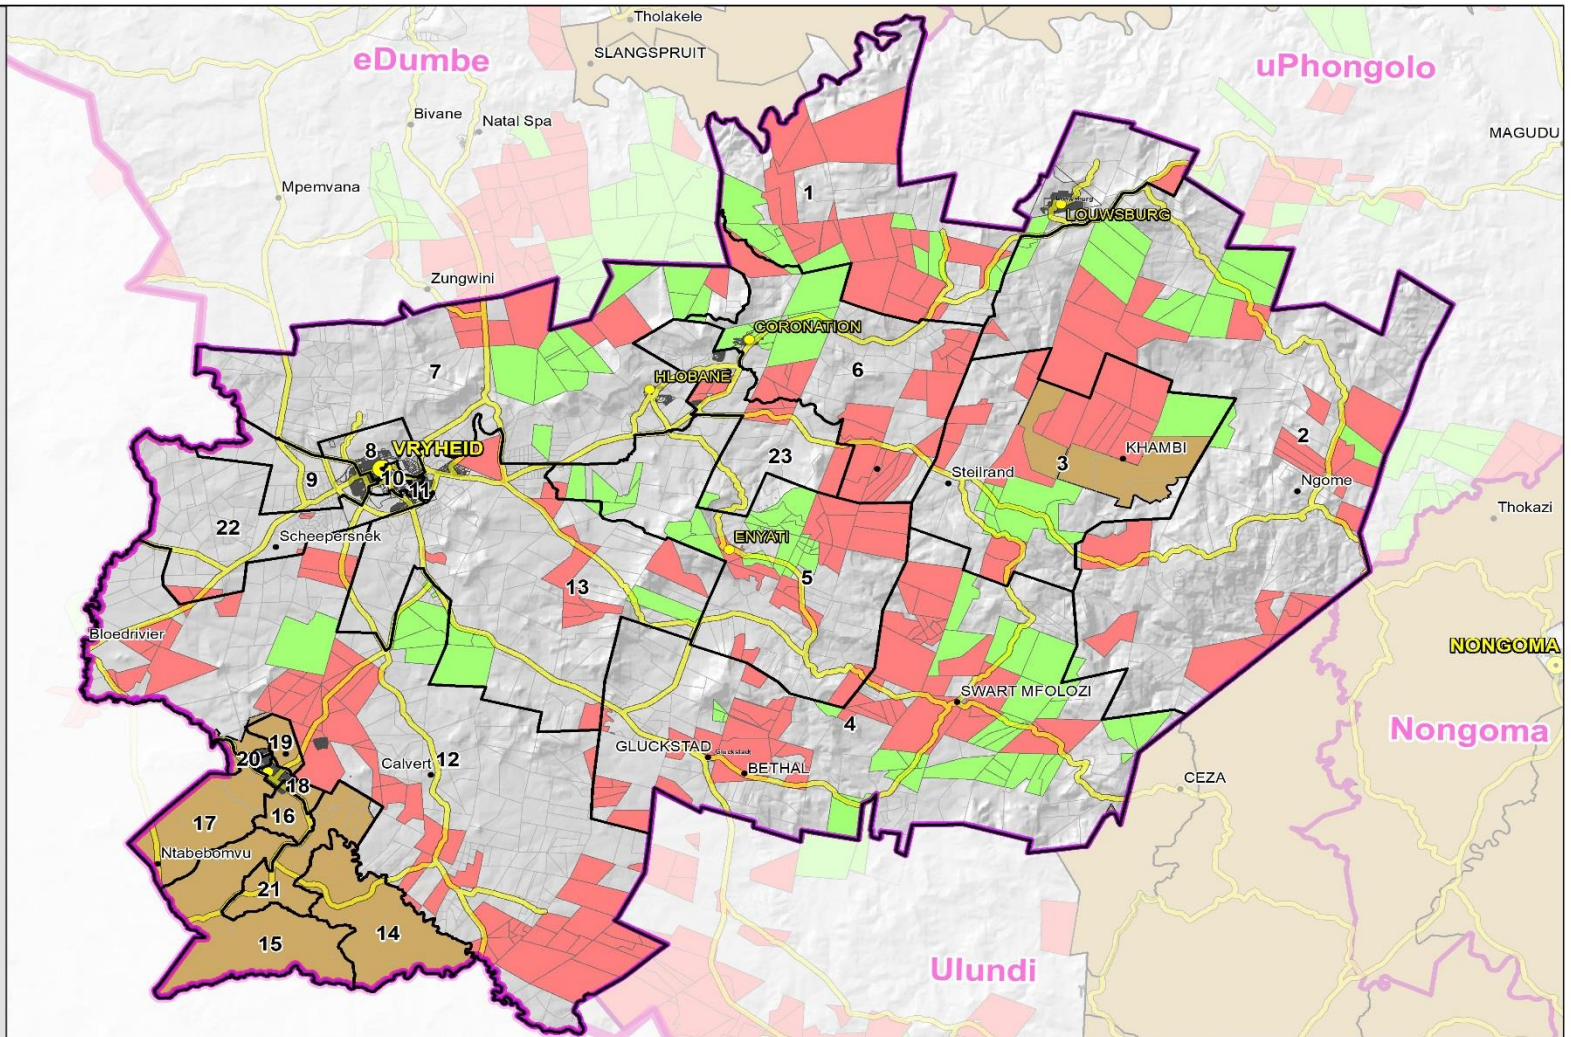 Tholakele
SLANGSPRUIT
eDumbe
uPhongolo
Bivane
Natal Spa
MAGUDU
Mpemvana
1
LOUWSBURG
Zungwini
CORONATION
7
6
HLOBANE
2
8
VRYHEID
KHAMBI
23
3
9
10
Steilrand
Ngome
11
Thokazi
22
Scheepersnek
ENYATI
5
13
Bloedrivier
NONGOMA
SWART MFOLOZI
4
Nongoma
19
GLUCKSTAD
Gluckstadt
20
Calvert
12
BETHAL
CEZA
18
16
17
Ntabebomvu
21
14
15
Ulundi